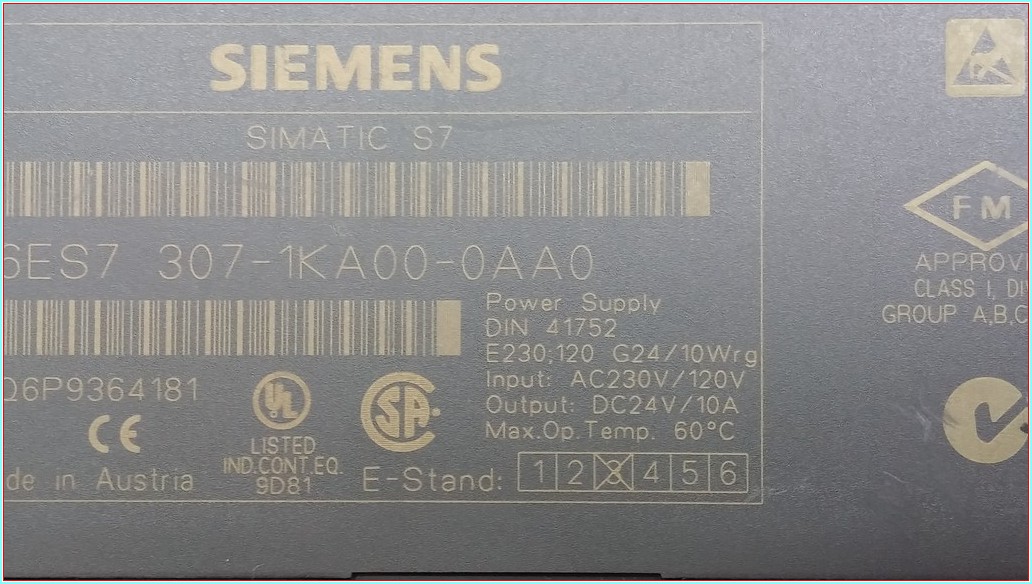 SIEMENS
SIMATIC S7
6ES7 307-1KA00-0AA0
Power Supply
DIN 41752
E230;120 G24/10Wrg
Input: AC230V/120V
Output: DC24V/10A
Max.Op.Temp. 60°C
Q6P9364181
CE
UL
LISTED
IND.CONT.EQ.
9D81
SA
de in Austria
E-Stand: 1 2 3 4 5 6
FM
APPROV
CLASS I, DI
GROUP A,B,C